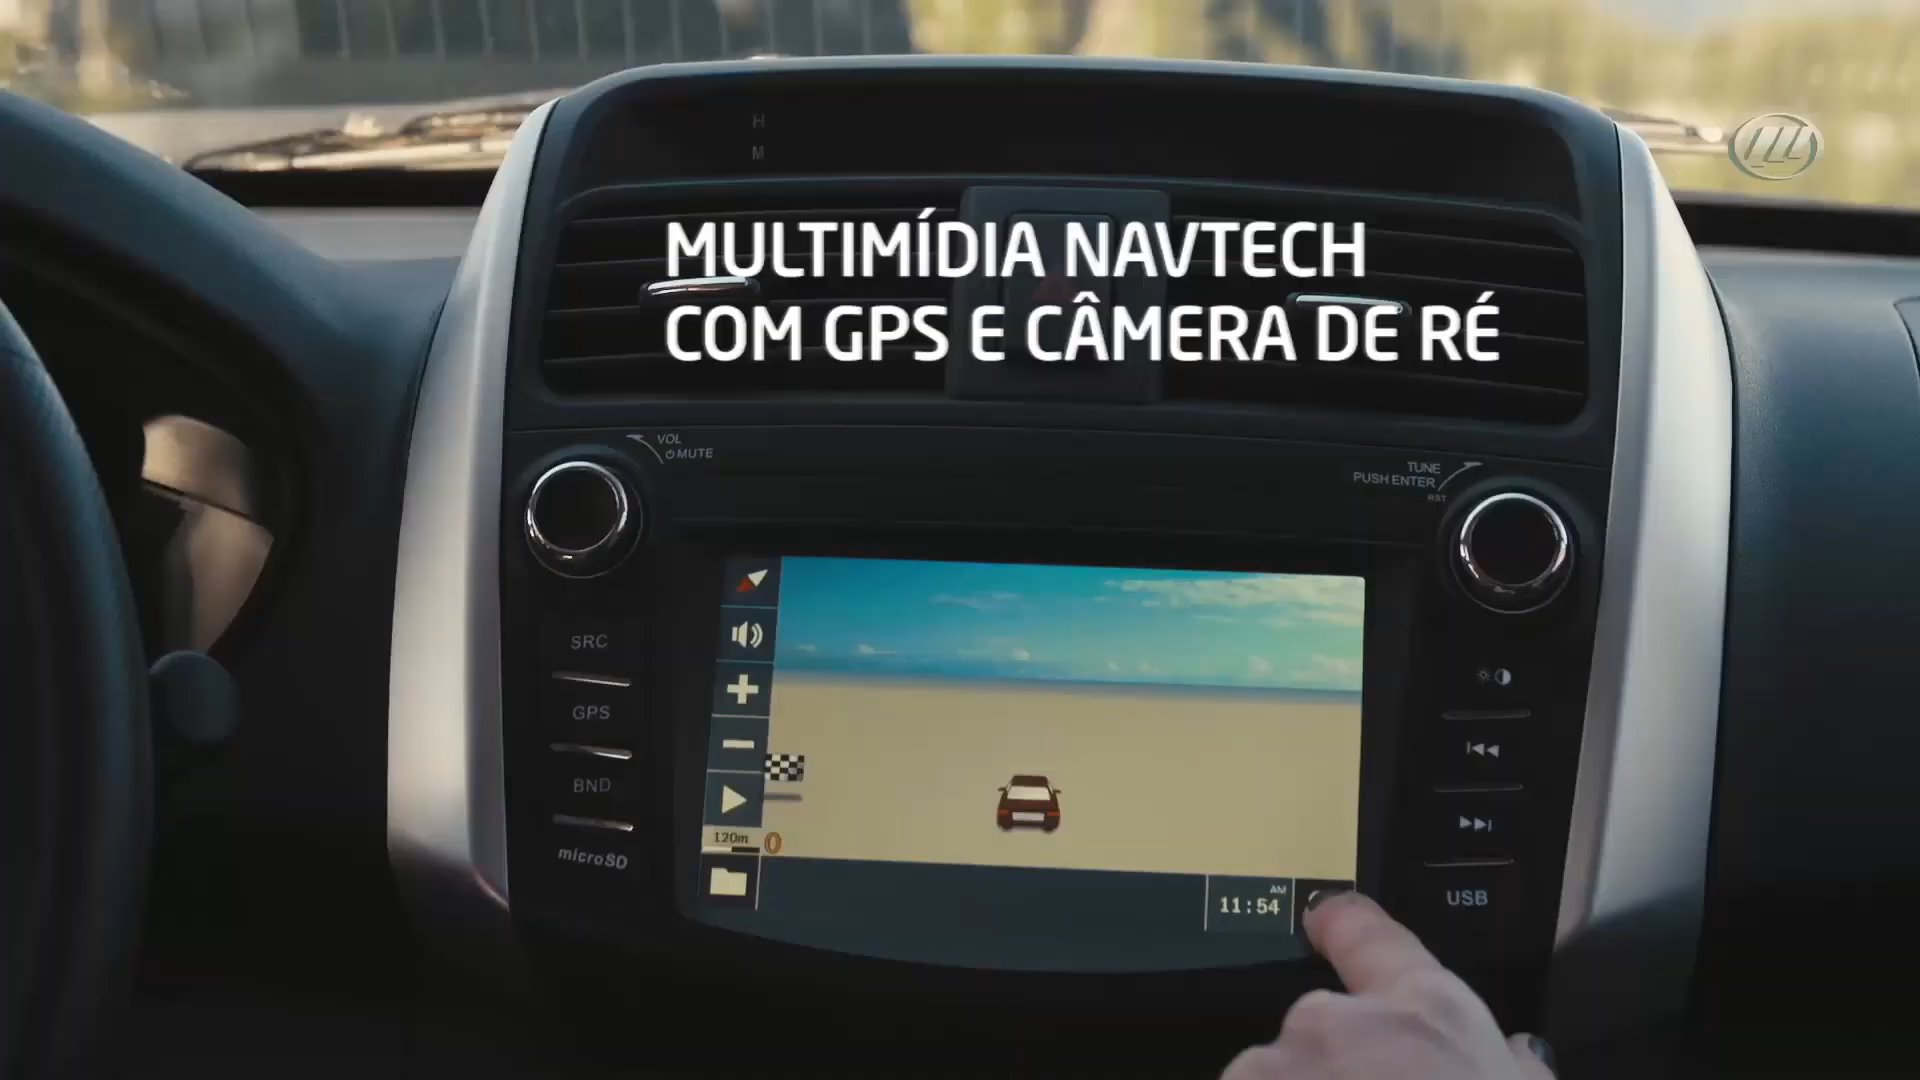 H
M
MULTIMÍDIA NAVTECH
COM GPS E CÂMERA DE RÉ
VOL
MUTE
TUNE
PUSH ENTER
RST
SRC
GPS
BND
microSD
120m
0
AM
11:54
USB